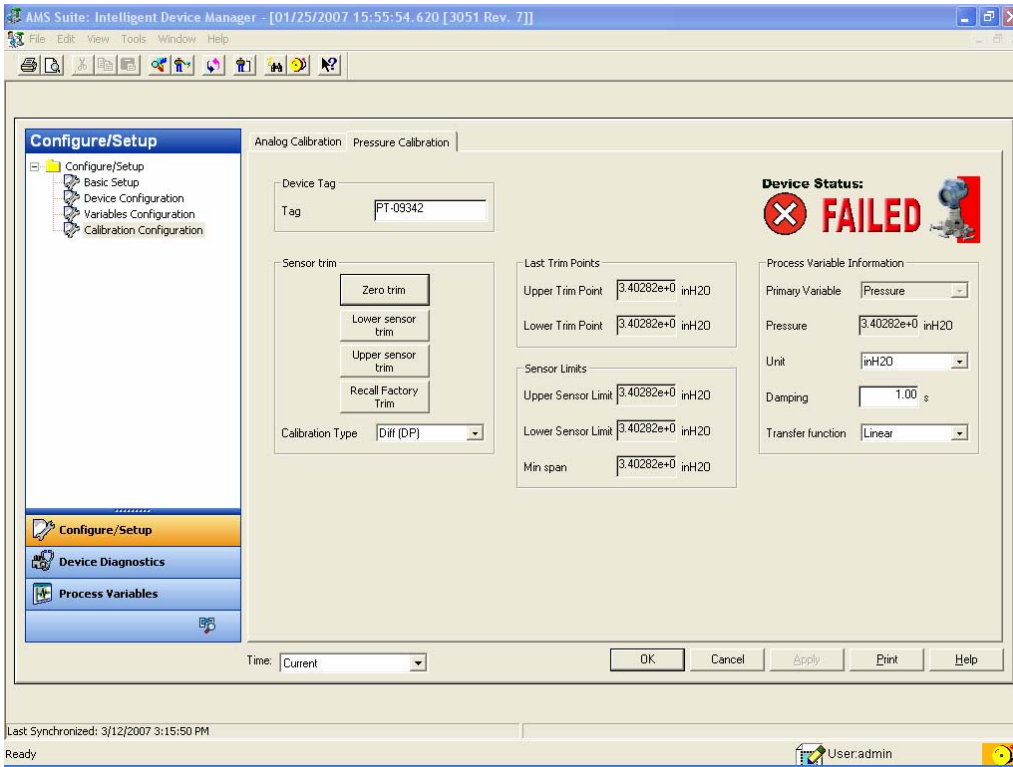 AMS Suite: Intelligent Device Manager - [01/25/2007 15:55:54.620 [3051 Rev. 7]]
File Edit View Tools Window Help
Configure/Setup
Configure/Setup
Basic Setup
Device Configuration
Variables Configuration
Calibration Configuration
Configure/Setup
Device Diagnostics
Process Variables
Analog Calibration Pressure Calibration
Device Tag
Tag PT-09342
Device Status:
FAILED
Sensor trim
Zero trim
Lower sensor
trim
Upper sensor
trim
Recall Factory
Trim
Calibration Type Diff (DP)
Last Trim Points
Upper Trim Point 3.40282e+0 inH2O
Lower Trim Point 3.40282e+0 inH2O
Sensor Limits
Upper Sensor Limit 3.40282e+0 inH2O
Lower Sensor Limit 3.40282e+0 inH2O
Min span 3.40282e+0 inH2O
Process Variable Information
Primary Variable Pressure
Pressure 3.40282e+0 inH2O
Unit inH2O
Damping 1.00 s
Transfer function Linear
Time: Current
OK Cancel Apply Print Help
Last Synchronized: 3/12/2007 3:15:50 PM
Ready
User:admin